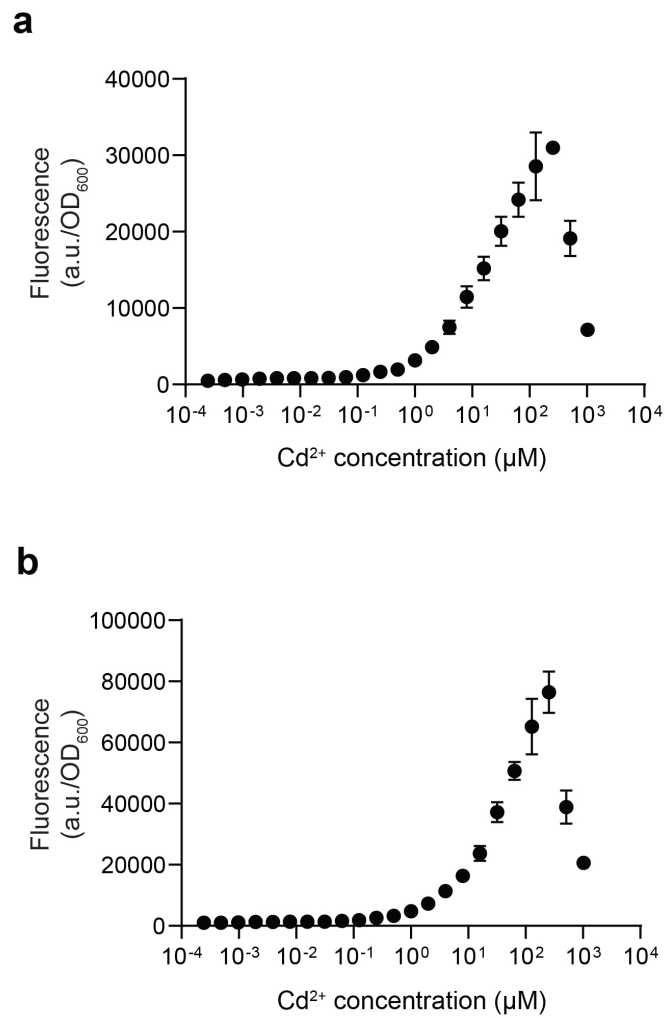 a
40000
30000
20000
10000
0
Fluorescence
(a.u./OD₆₀₀)
10⁻⁴ 10⁻³ 10⁻² 10⁻¹ 10⁰ 10¹ 10² 10³ 10⁴
Cd²⁺ concentration (µM)
b
100000
80000
60000
40000
20000
0
Fluorescence
(a.u./OD₆₀₀)
10⁻⁴ 10⁻³ 10⁻² 10⁻¹ 10⁰ 10¹ 10² 10³ 10⁴
Cd²⁺ concentration (µM)